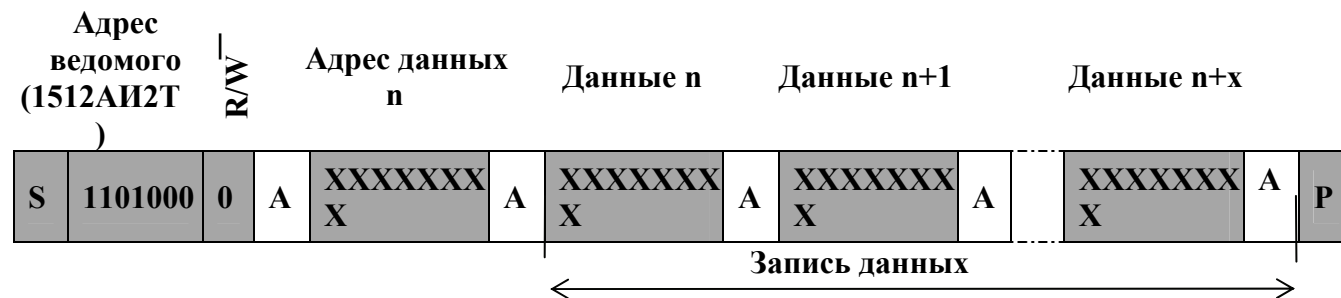 Адрес
ведомого
(1512АИ2Т
)
R/W
Адрес данных
n
Данные n
Данные n+1
Данные n+x
S
1101000
0
A
XXXXXXX
X
A
XXXXXXX
X
A
XXXXXXX
X
A
XXXXXXX
X
A
P
Запись данных